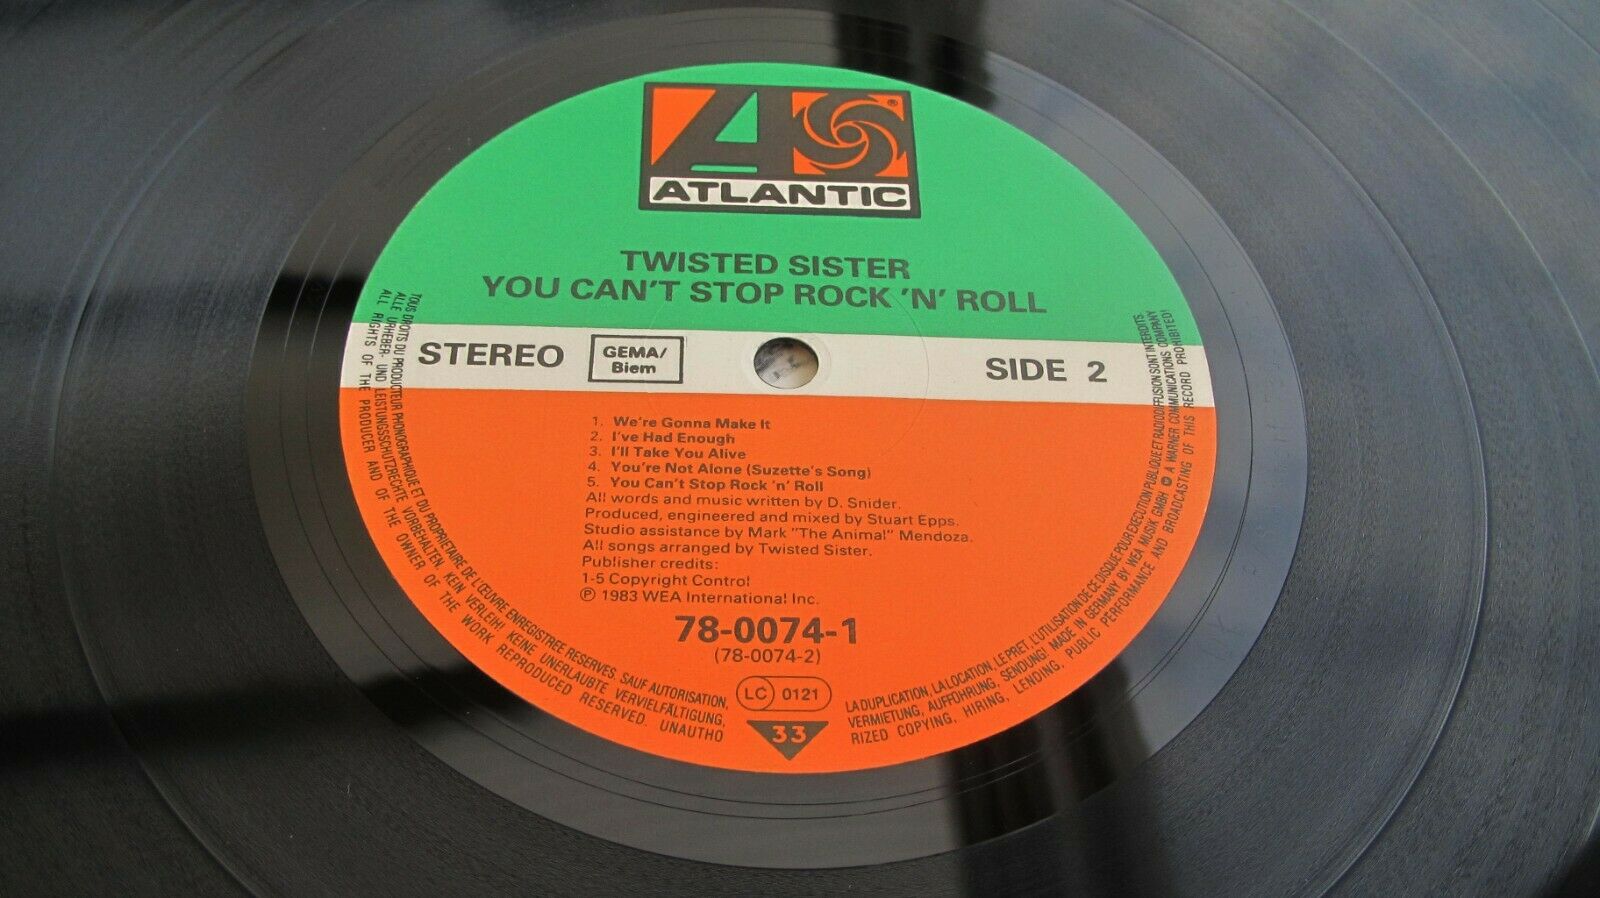 ATLANTIC
®
TWISTED SISTER
YOU CAN'T STOP ROCK 'N' ROLL
STEREO
GEMA/
Biem
SIDE 2
1. We're Gonna Make It
2. I've Had Enough
3. I'll Take You Alive
4. You're Not Alone (Suzette's Song)
5. You Can't Stop Rock 'n' Roll
All words and music written by D. Snider.
Produced, engineered and mixed by Stuart Epps.
Studio assistance by Mark "The Animal" Mendoza.
All songs arranged by Twisted Sister.
Publisher credits:
1-5 Copyright Control
℗ 1983 WEA International Inc.
78-0074-1
(78-0074-2)
LC 0121
33
TOUS DROITS DU PRODUCTEUR PHONOGRAPHIQUE ET DU PROPRIETAIRE DE L'ŒUVRE ENREGISTREE RESERVES. SAUF AUTORISATION, LA DUPLICATION, LA LOCATION, LE PRET, L'UTILISATION DE CE DISQUE POUR EXECUTION PUBLIQUE ET RADIODIFFUSION SONT INTERDITS.
ALLE URHEBER- UND LEISTUNGSSCHUTZRECHTE VORBEHALTEN. KEIN VERLEIH! KEINE UNERLAUBTE VERVIELFÄLTIGUNG, VERMIETUNG, AUFFÜHRUNG, SENDUNG! MADE IN GERMANY BY WEA MUSIK GMBH A WARNER COMMUNICATIONS COMPANY
ALL RIGHTS OF THE PRODUCER AND OF THE OWNER OF THE WORK REPRODUCED RESERVED. UNAUTHORIZED COPYING, HIRING, LENDING, PUBLIC PERFORMANCE AND BROADCASTING OF THIS RECORD PROHIBITED!